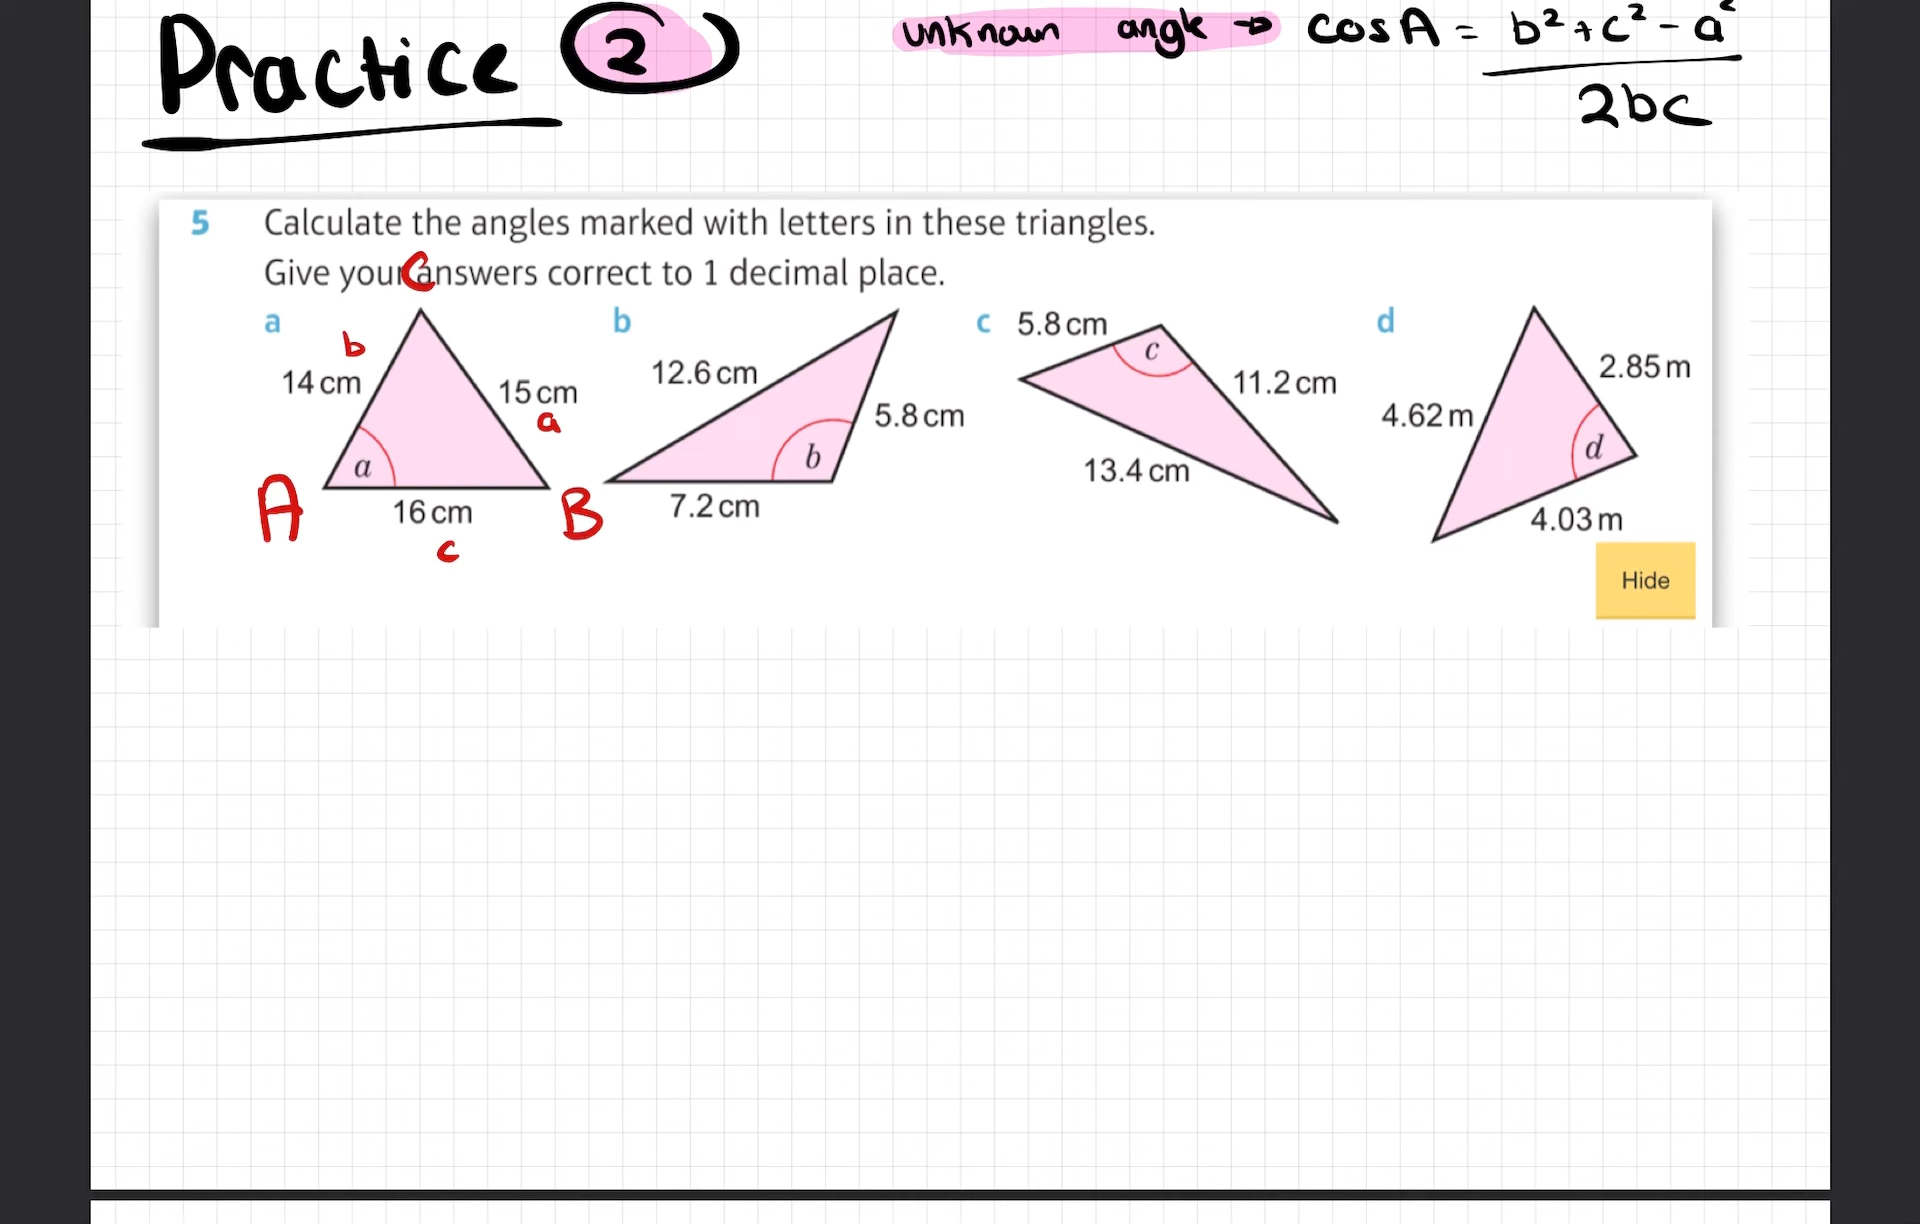 Practice 2
unknown angle → cos A = b² + c² - a²
2bc
5 Calculate the angles marked with letters in these triangles.
Give your answers correct to 1 decimal place.
C
a
b
14 cm
15 cm
a
a
A
16 cm
B
c
b
12.6 cm
5.8 cm
b
7.2 cm
c
5.8 cm
c
11.2 cm
13.4 cm
d
2.85 m
4.62 m
d
4.03 m
Hide